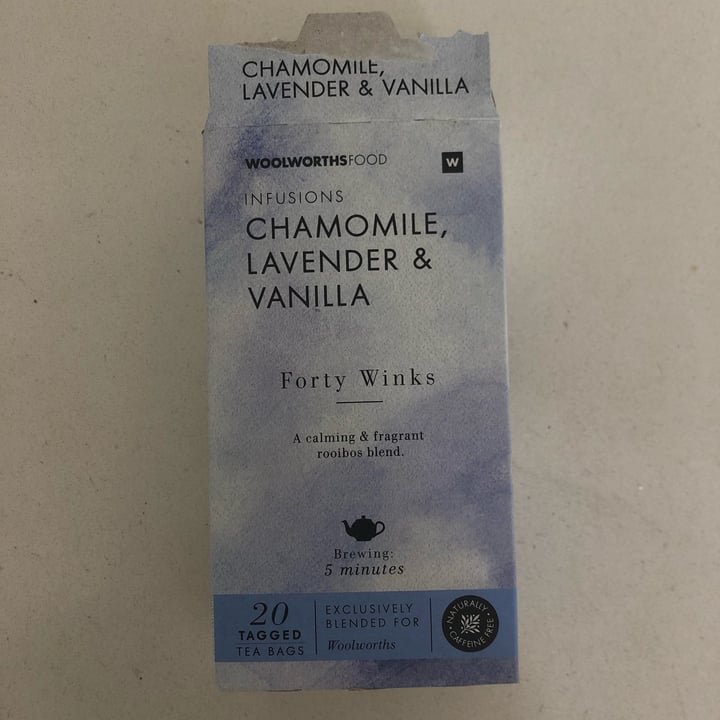 CHAMOMILE,
LAVENDER & VANILLA
WOOLWORTHSFOOD
W
INFUSIONS
CHAMOMILE,
LAVENDER &
VANILLA
Forty Winks
A calming & fragrant
rooibos blend.
Brewing:
5 minutes
20
TAGGED
TEA BAGS
EXCLUSIVELY
BLENDED FOR
Woolworths
NATURALLY
CAFFEINE FREE